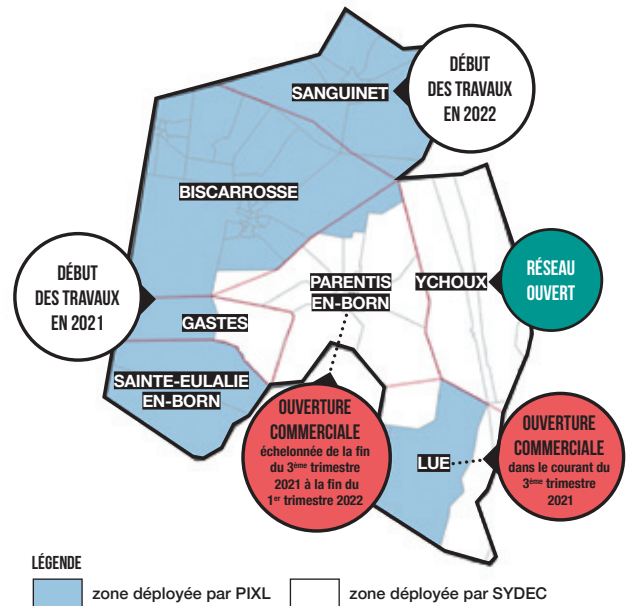 SANGUINET
DÉBUT
DES TRAVAUX
EN 2022
BISCARROSSE
DÉBUT
DES TRAVAUX
EN 2021
PARENTIS
EN-BORN
YCHOUX
RÉSEAU
OUVERT
GASTES
SAINTE-EULALIE
EN-BORN
OUVERTURE
COMMERCIALE
échelonnée de la fin
du 3ème trimestre
2021 à la fin du
1er trimestre 2022
LUE
OUVERTURE
COMMERCIALE
dans le courant du
3ème trimestre
2021
LÉGENDE
zone déployée par PIXL
zone déployée par SYDEC